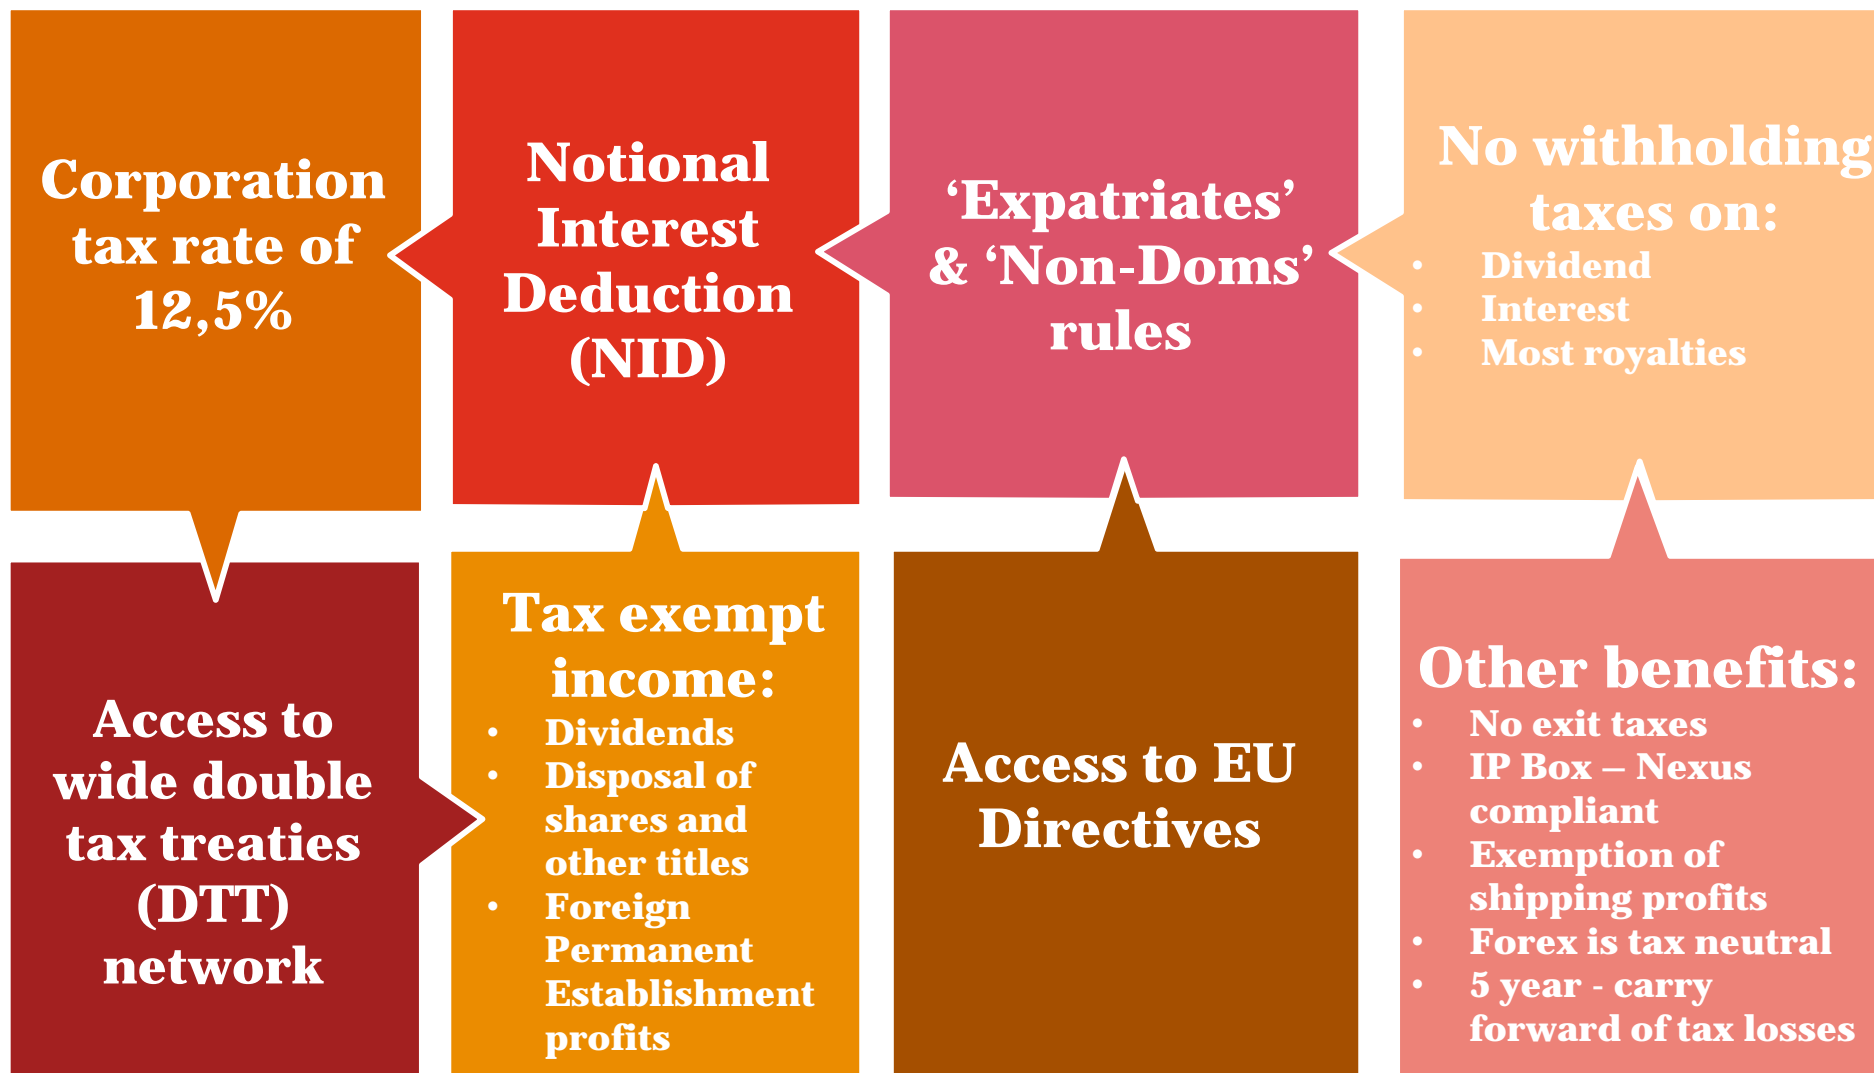 Corporation
tax rate of
12,5%
Notional
Interest
Deduction
(NID)
‘Expatriates’
& ‘Non-Doms’
rules
No withholding
taxes on:
• Dividend
• Interest
• Most royalties
Access to
wide double
tax treaties
(DTT)
network
Tax exempt
income:
• Dividends
• Disposal of
shares and
other titles
• Foreign
Permanent
Establishment
profits
Access to EU
Directives
Other benefits:
• No exit taxes
• IP Box – Nexus
compliant
• Exemption of
shipping profits
• Forex is tax neutral
• 5 year - carry
forward of tax losses